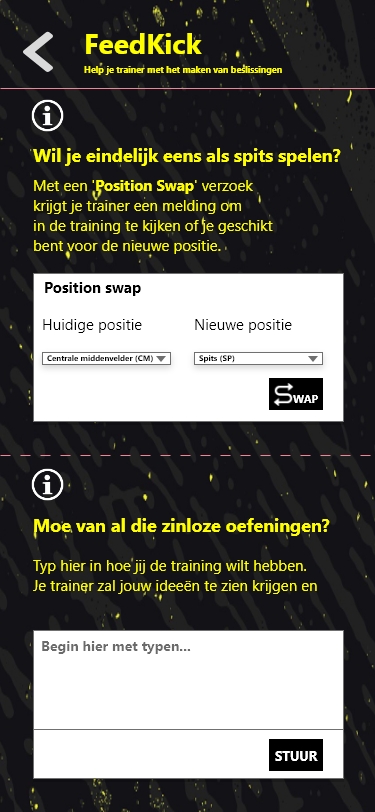 FeedKick
Help je trainer met het maken van beslissingen
Wil je eindelijk eens als spits spelen?
Met een 'Position Swap' verzoek
krijgt je trainer een melding om
in de training te kijken of je geschikt
bent voor de nieuwe positie.
Position swap
Huidige positie Nieuwe positie
Centrale middenvelder (CM) Spits (SP)
SWAP
Moe van al die zinloze oefeningen?
Typ hier in hoe jij de training wilt hebben.
Je trainer zal jouw ideeën te zien krijgen en
Begin hier met typen...
STUUR